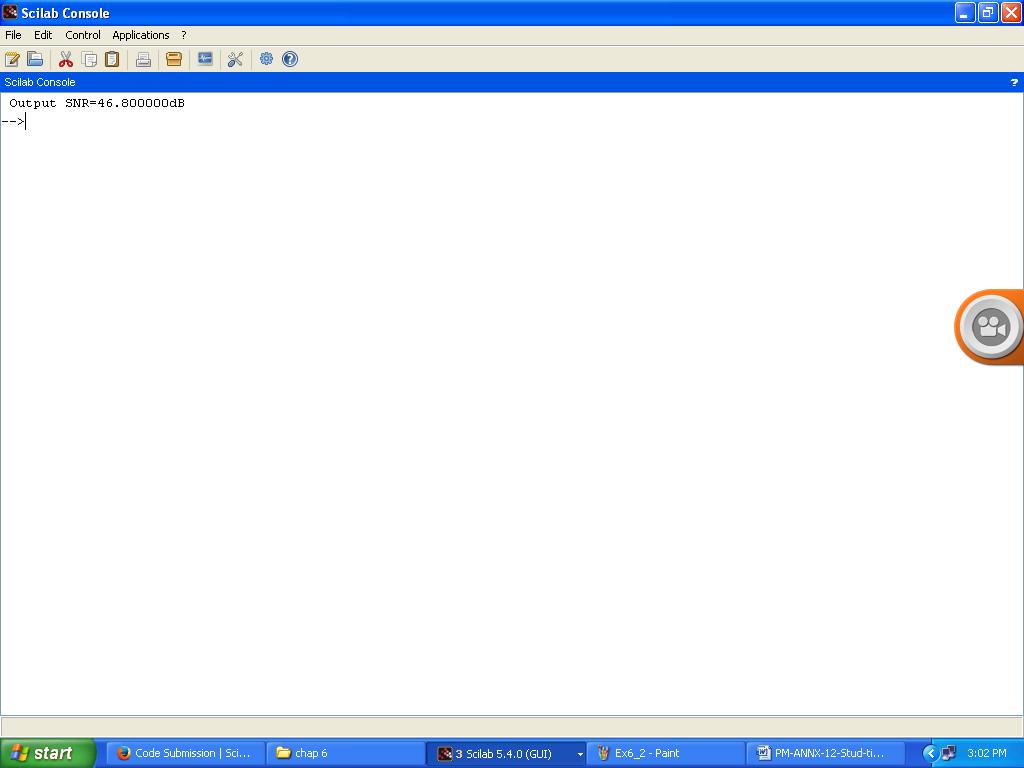 Scilab Console
File Edit Control Applications ?
Scilab Console ?
Output SNR=46.800000dB
-->
start Code Submission | Sci... chap 6 3 Scilab 5.4.0 (GUI) Ex6_2 - Paint PM-ANNX-12-Stud-ti... 3:02 PM